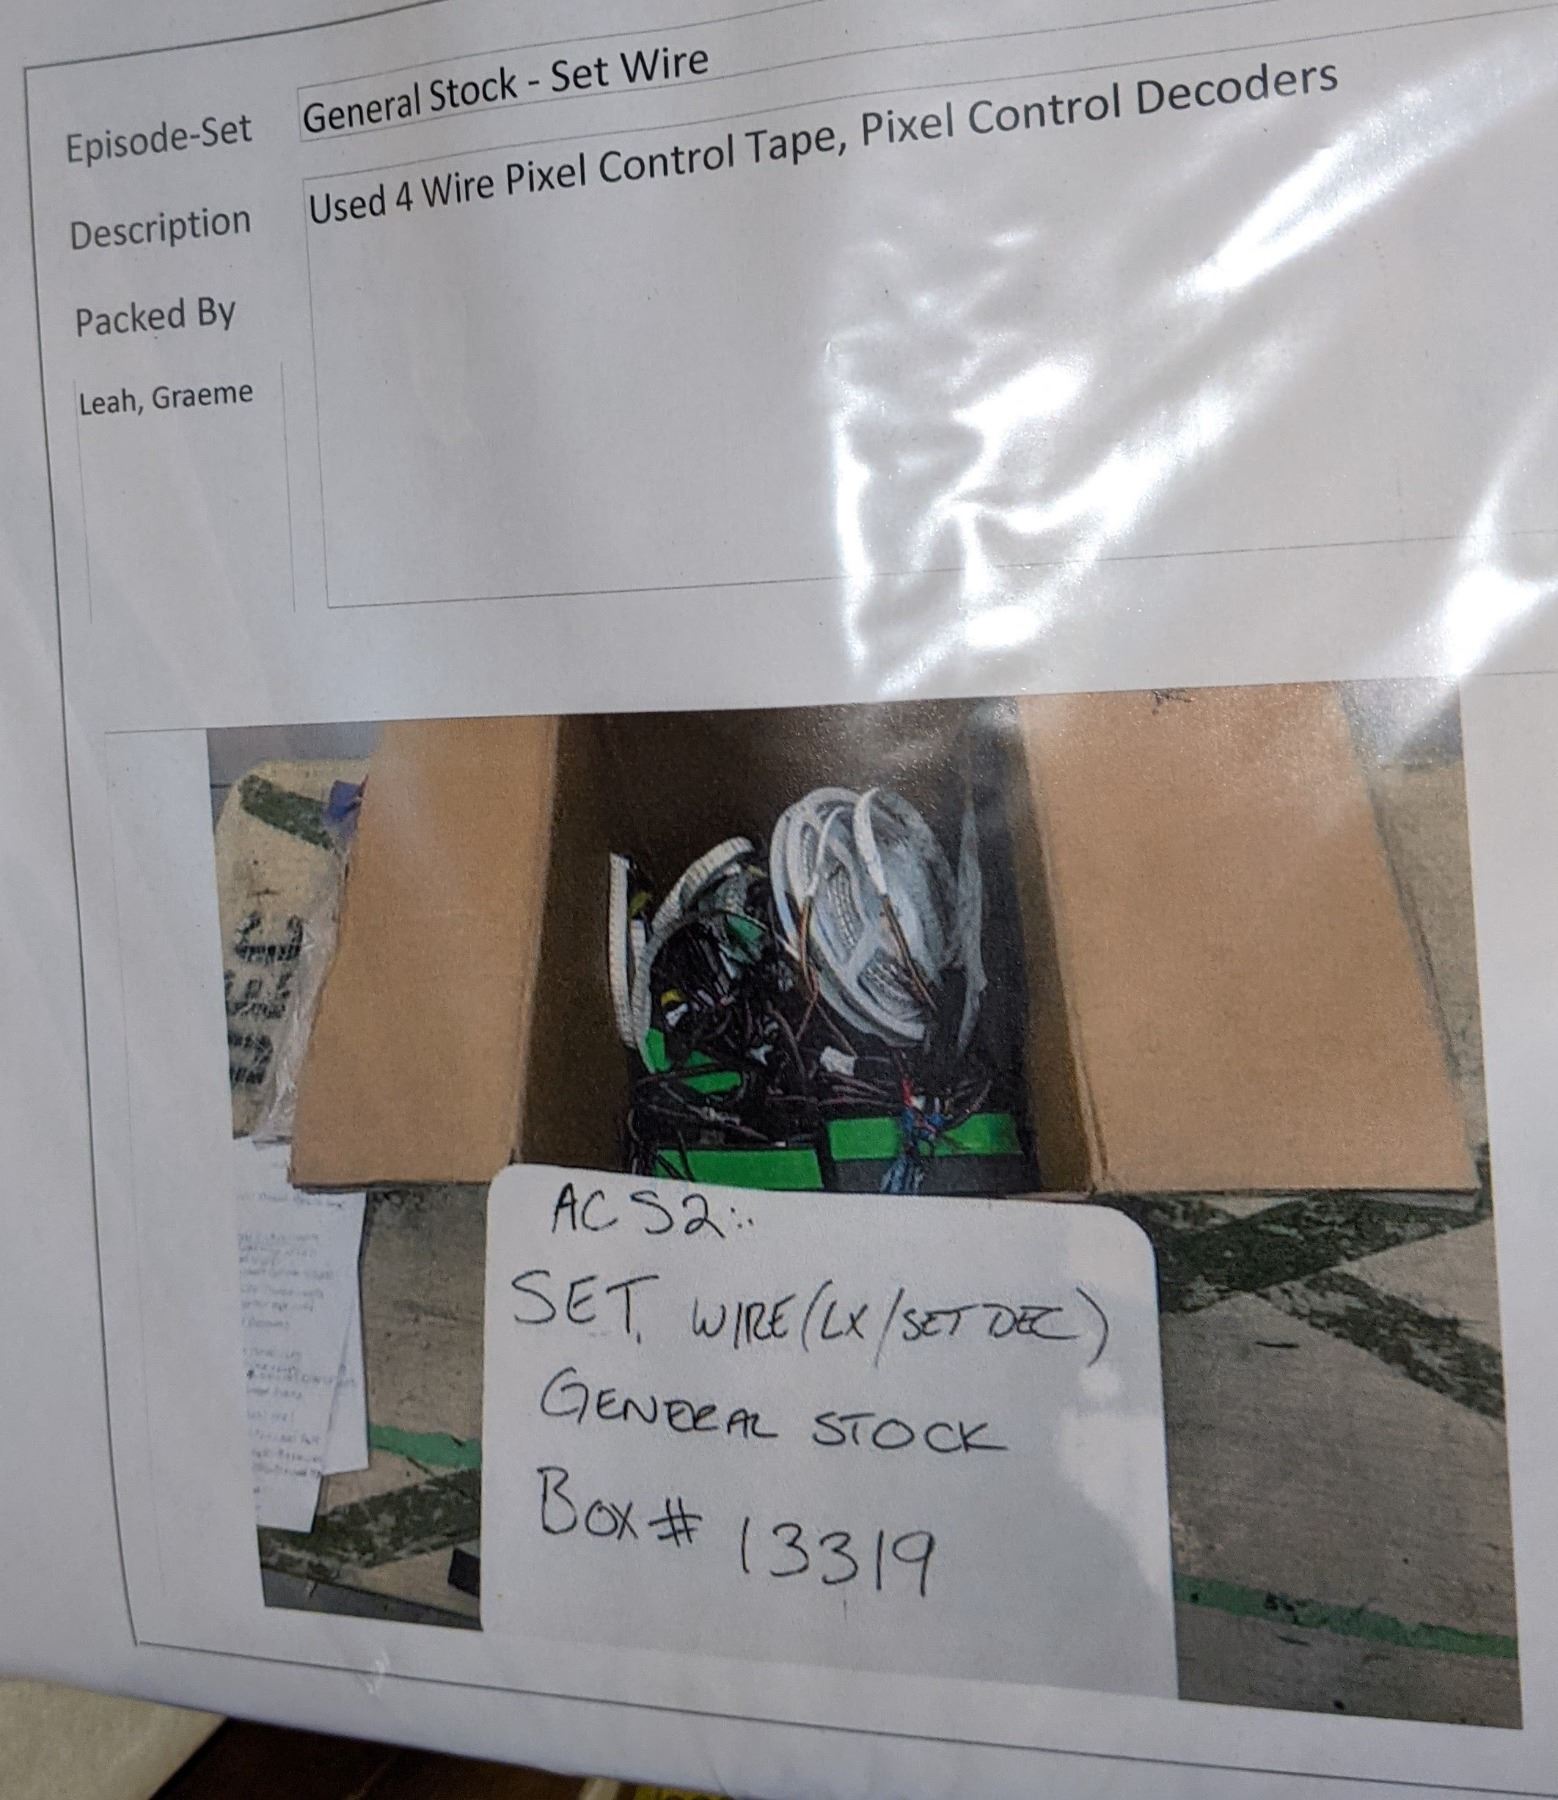 Episode-Set General Stock - Set Wire
Description Used 4 Wire Pixel Control Tape, Pixel Control Decoders
Packed By
Leah, Graeme
AC S2:.
SET WIRE (LX/SET DEC)
GENERAL STOCK
BOX # 13319